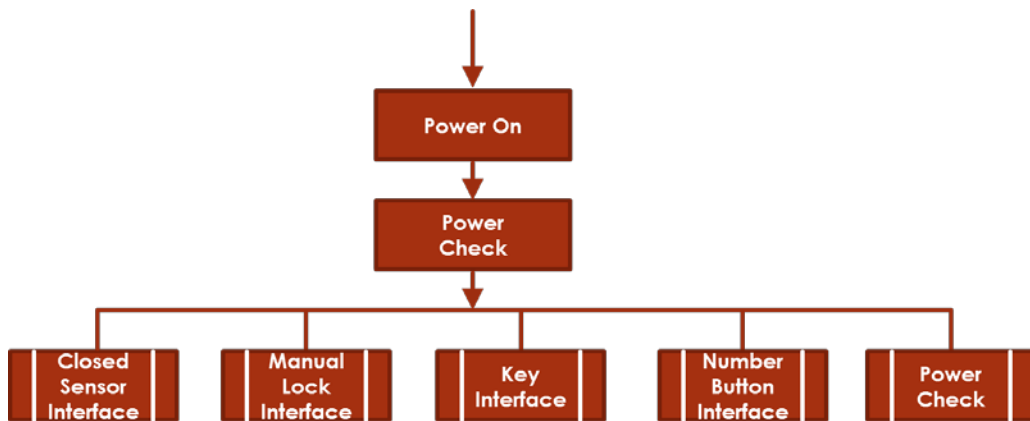 Power On
Power
Check
Closed
Sensor
Interface
Manual
Lock
Interface
Key
Interface
Number
Button
Interface
Power
Check